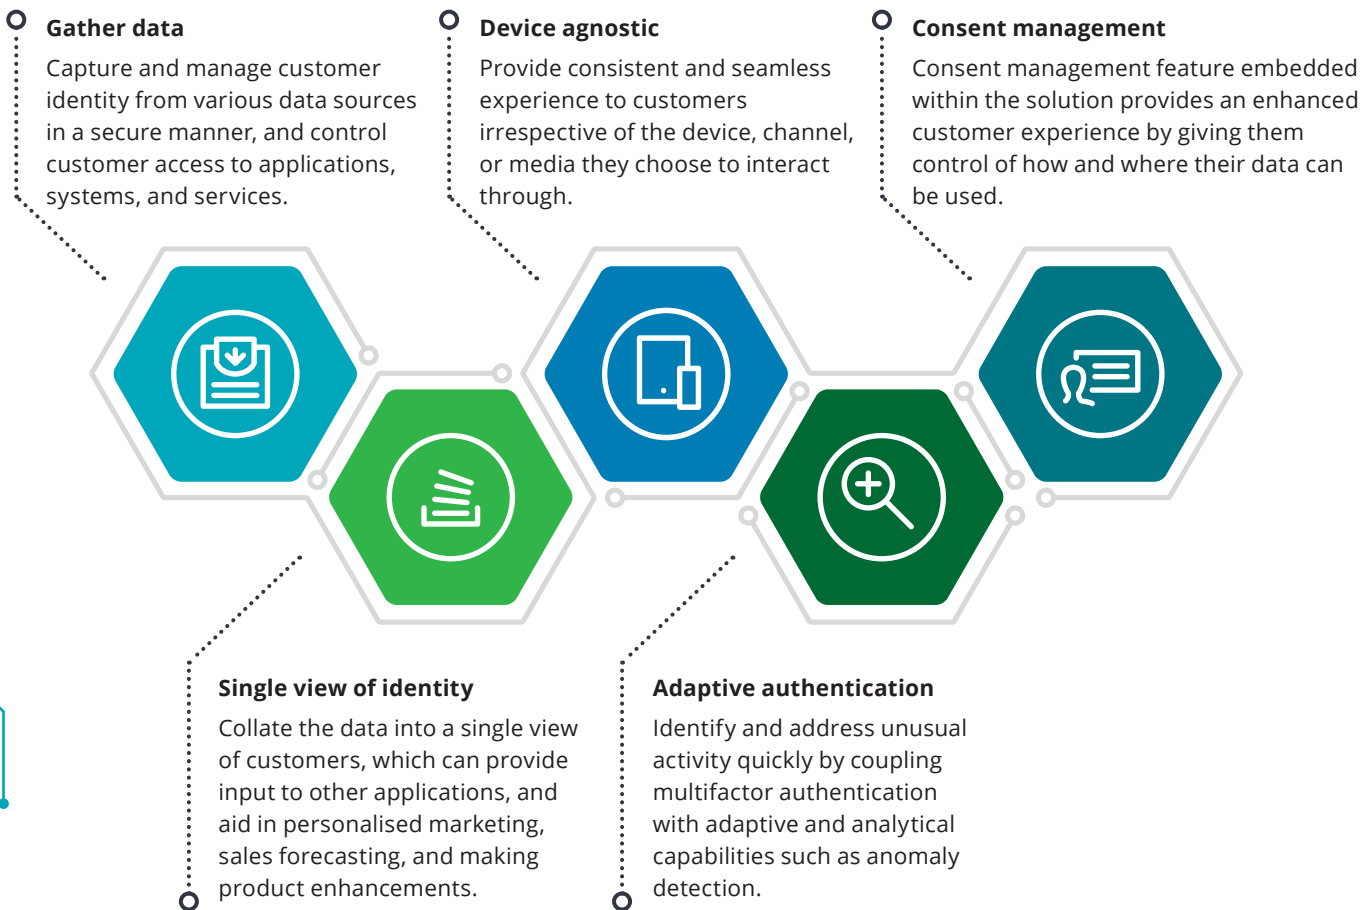 Gather data
Capture and manage customer
identity from various data sources
in a secure manner, and control
customer access to applications,
systems, and services.
Device agnostic
Provide consistent and seamless
experience to customers
irrespective of the device, channel,
or media they choose to interact
through.
Consent management
Consent management feature embedded
within the solution provides an enhanced
customer experience by giving them
control of how and where their data can
be used.
Single view of identity
Collate the data into a single view
of customers, which can provide
input to other applications, and
aid in personalised marketing,
sales forecasting, and making
product enhancements.
Adaptive authentication
Identify and address unusual
activity quickly by coupling
multifactor authentication
with adaptive and analytical
capabilities such as anomaly
detection.